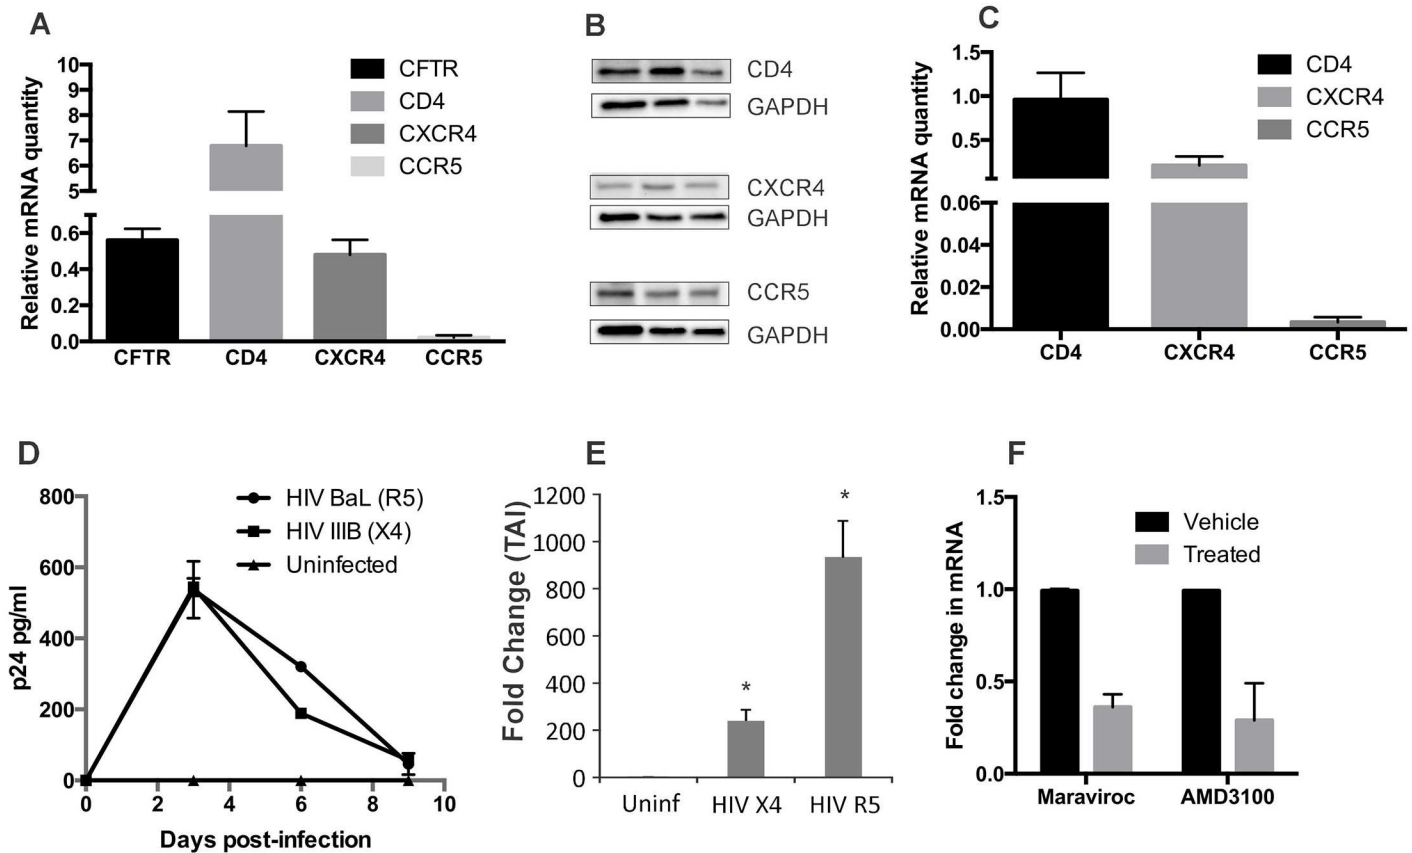 A
Relative mRNA quantity
10
9
8
7
6
5
0.6
0.4
0.2
0.0
CFTR
CD4
CXCR4
CCR5
CFTR CD4 CXCR4 CCR5
B
CD4
GAPDH
CXCR4
GAPDH
CCR5
GAPDH
C
Relative mRNA quantity
1.5
1.0
0.5
0.06
0.04
0.02
0.00
CD4
CXCR4
CCR5
CD4 CXCR4 CCR5
D
p24 pg/ml
800
600
400
200
0
HIV BaL (R5)
HIV IIIB (X4)
Uninfected
0 2 4 6 8 10
Days post-infection
E
Fold Change (TAI)
1200
1000
800
600
400
200
0
*
*
Uninf HIV X4 HIV R5
F
Fold change in mRNA
1.5
1.0
0.5
0.0
Vehicle
Treated
Maraviroc AMD3100